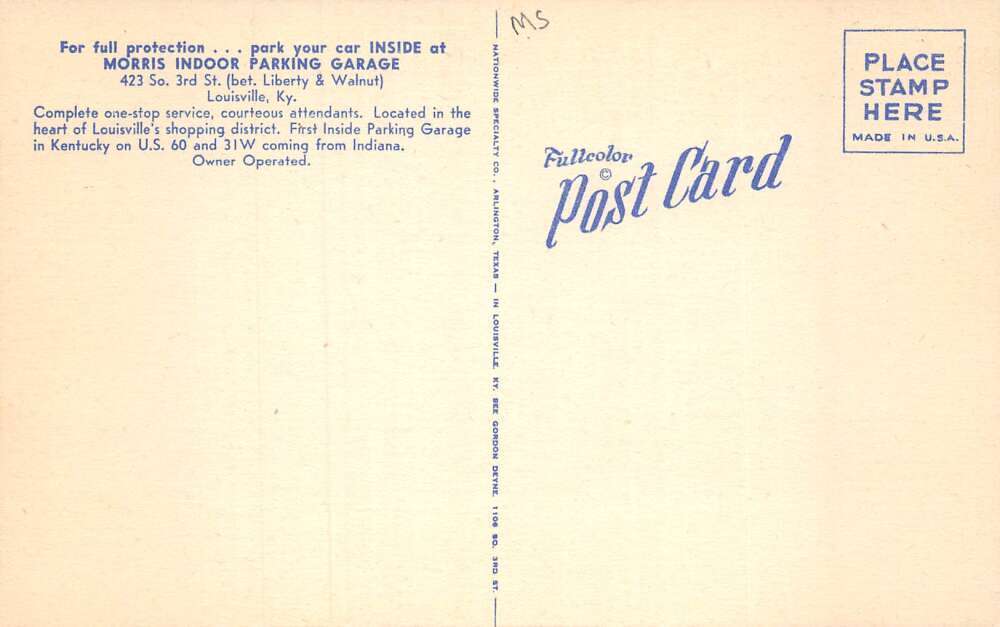 For full protection . . . park your car INSIDE at
MORRIS INDOOR PARKING GARAGE
423 So. 3rd St. (bet. Liberty & Walnut)
Louisville, Ky.
Complete one-stop service, courteous attendants. Located in the
heart of Louisville's shopping district. First Inside Parking Garage
in Kentucky on U.S. 60 and 31W coming from Indiana.
Owner Operated.
NATIONWIDE SPECIALTY CO., ARLINGTON, TEXAS — IN LOUISVILLE, KY. SEE GORDON DEYNE, 1106 SO. 3RD ST.
MS
Fullcolor
©
Post Card
PLACE
STAMP
HERE
MADE IN U.S.A.